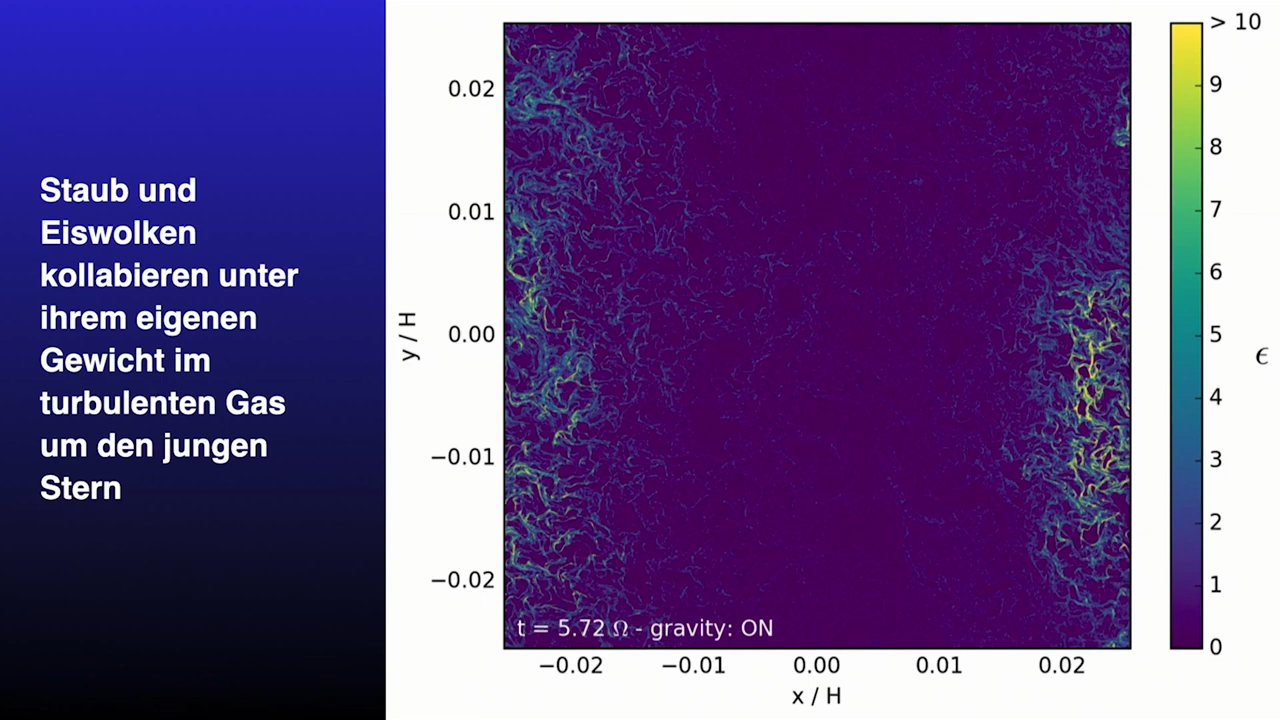 Staub und
Eiswolken
kollabieren unter
ihrem eigenen
Gewicht im
turbulenten Gas
um den jungen
Stern
0.02
0.01
0.00
−0.01
−0.02
y / H
t = 5.72 Ω - gravity: ON
−0.02 −0.01 0.00 0.01 0.02
x / H
> 10
9
8
7
6
5
4
3
2
1
0
ϵ